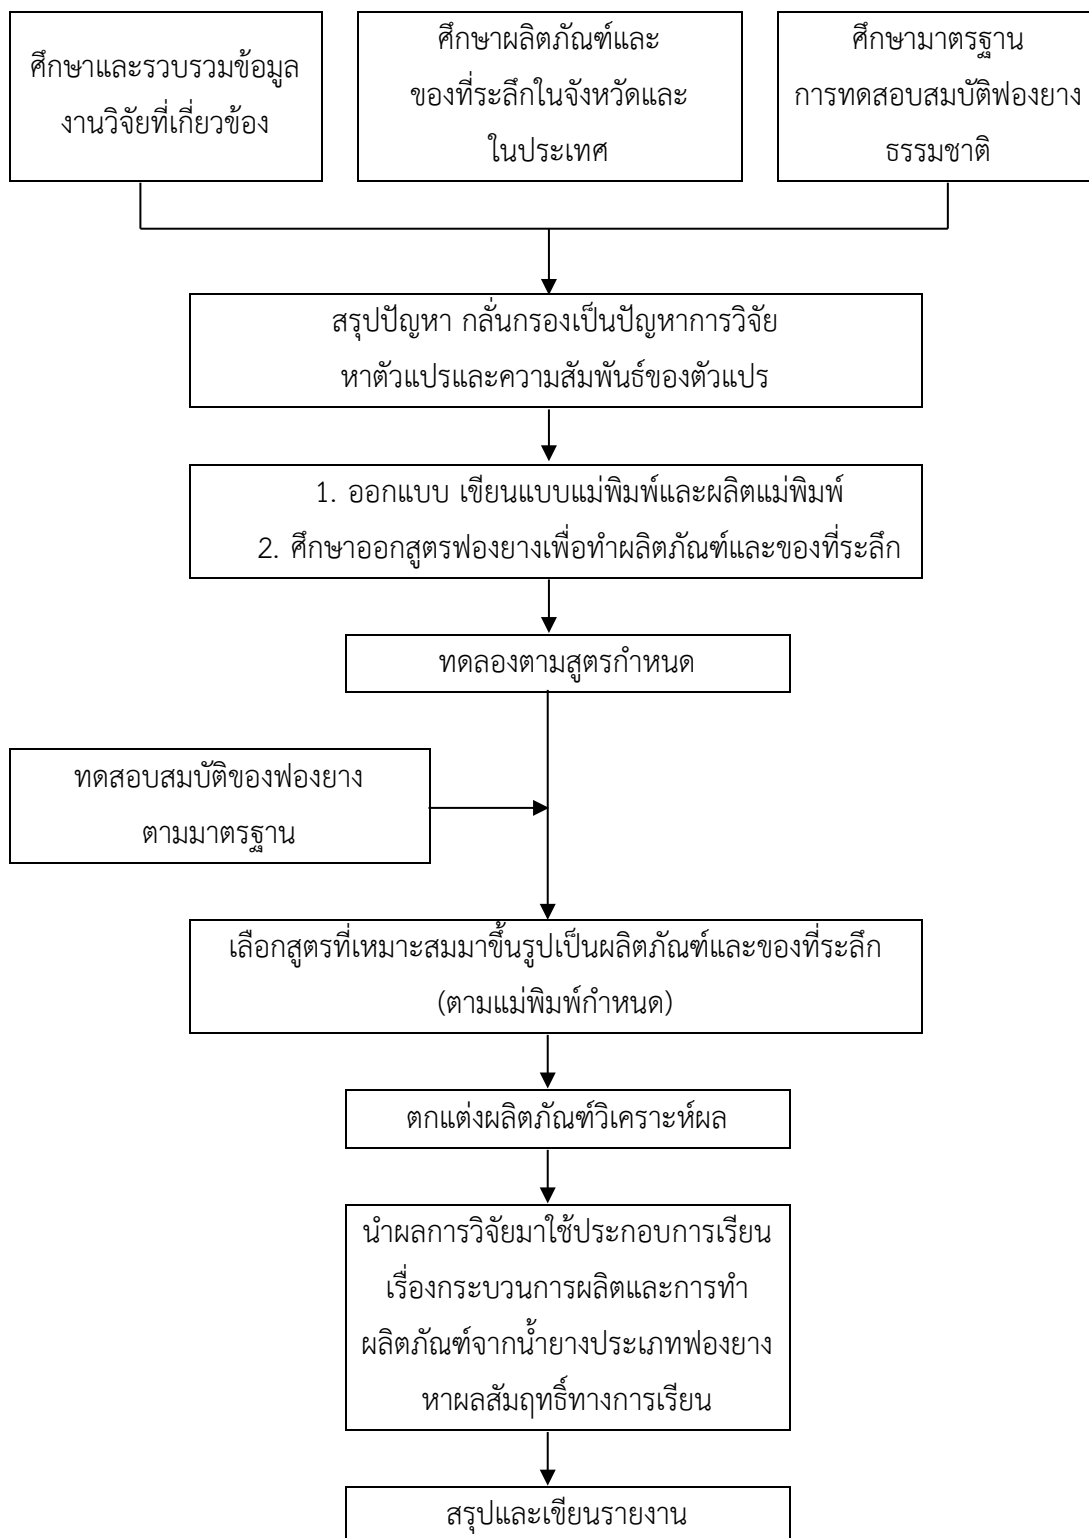 ศึกษาและรวบรวมข้อมูล
งานวิจัยที่เกี่ยวข้อง
ศึกษาผลิตภัณฑ์และ
ของที่ระลึกในจังหวัดและ
ในประเทศ
ศึกษามาตรฐาน
การทดสอบสมบัติฟองยาง
ธรรมชาติ
สรุปปัญหา กลั่นกรองเป็นปัญหาการวิจัย
หาตัวแปรและความสัมพันธ์ของตัวแปร
1. ออกแบบ เขียนแบบแม่พิมพ์และผลิตแม่พิมพ์
2. ศึกษาออกสูตรฟองยางเพื่อทำผลิตภัณฑ์และของที่ระลึก
ทดลองตามสูตรกำหนด
ทดสอบสมบัติของฟองยาง
ตามมาตรฐาน
เลือกสูตรที่เหมาะสมมาขึ้นรูปเป็นผลิตภัณฑ์และของที่ระลึก
(ตามแม่พิมพ์กำหนด)
ตกแต่งผลิตภัณฑ์วิเคราะห์ผล
นำผลการวิจัยมาใช้ประกอบการเรียน
เรื่องกระบวนการผลิตและการทำ
ผลิตภัณฑ์จากน้ำยางประเภทฟองยาง
หาผลสัมฤทธิ์ทางการเรียน
สรุปและเขียนรายงาน